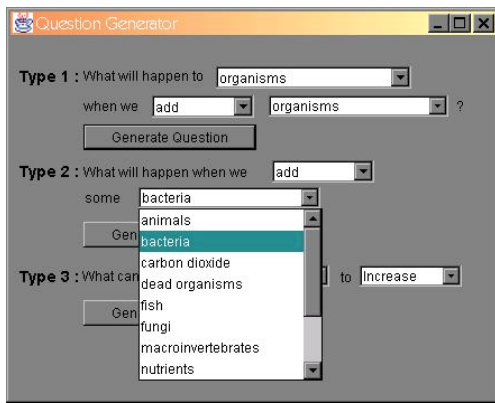 Question Generator
Type 1 : What will happen to organisms
when we add organisms ?
Generate Question
Type 2 : What will happen when we add
some bacteria
animals
Gen
bacteria
carbon dioxide
dead organisms
Type 3 : What can to Increase
fish
Gen
fungi
macroinvertebrates
nutrients